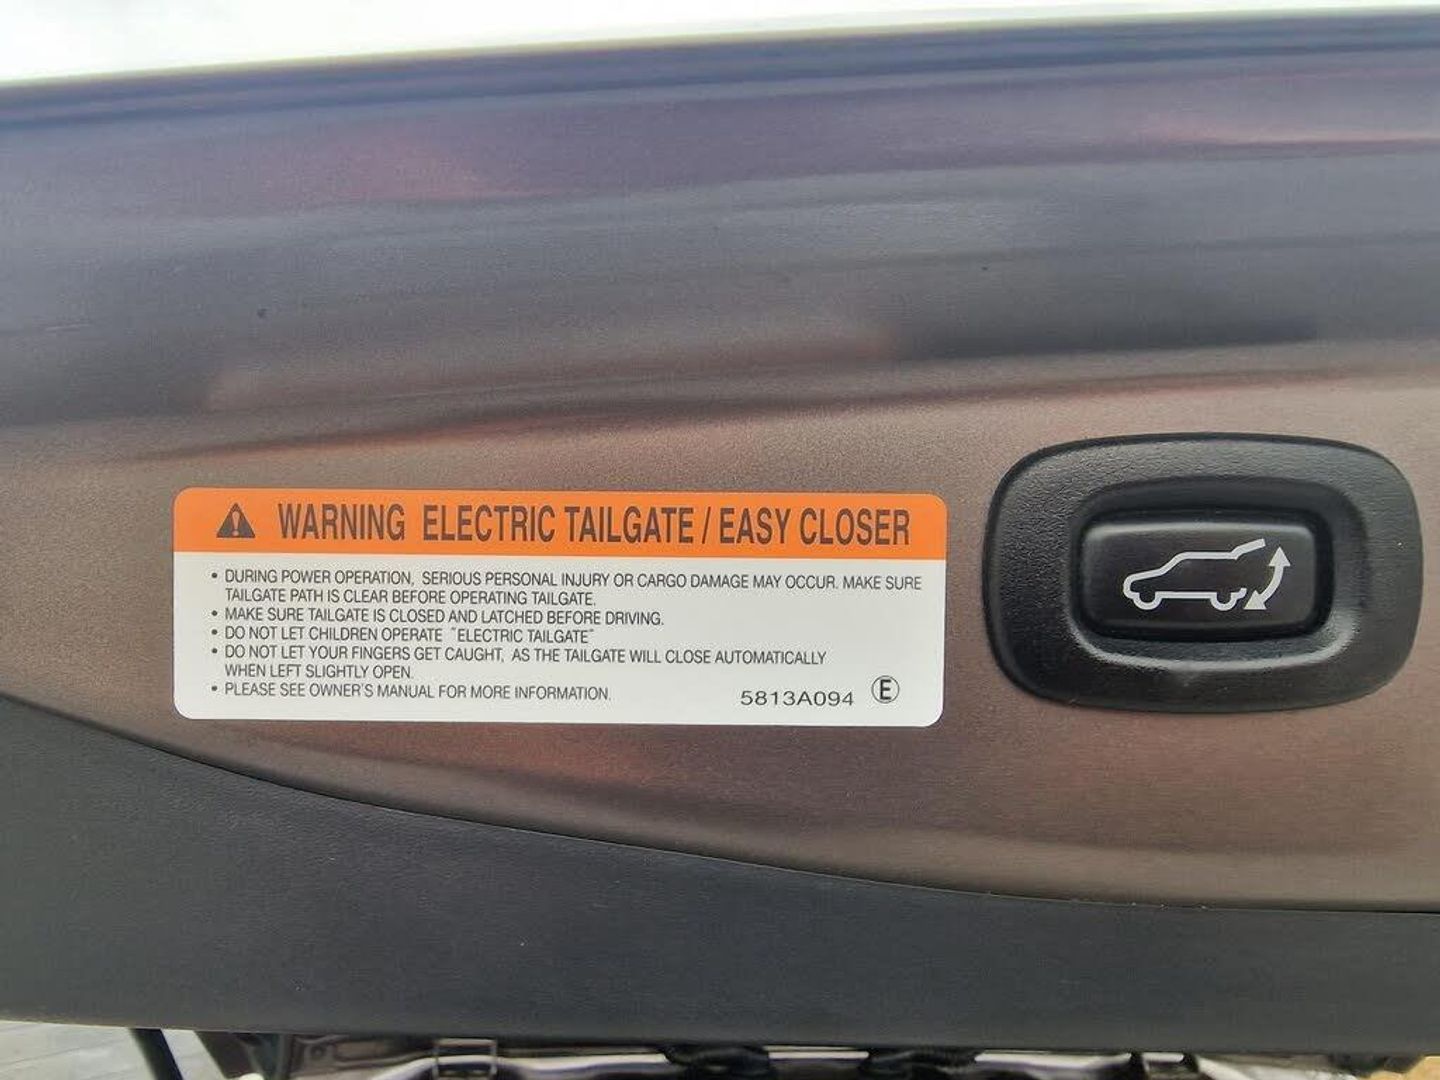 WARNING ELECTRIC TAILGATE / EASY CLOSER
• DURING POWER OPERATION, SERIOUS PERSONAL INJURY OR CARGO DAMAGE MAY OCCUR. MAKE SURE
TAILGATE PATH IS CLEAR BEFORE OPERATING TAILGATE.
• MAKE SURE TAILGATE IS CLOSED AND LATCHED BEFORE DRIVING.
• DO NOT LET CHILDREN OPERATE "ELECTRIC TAILGATE"
• DO NOT LET YOUR FINGERS GET CAUGHT, AS THE TAILGATE WILL CLOSE AUTOMATICALLY
WHEN LEFT SLIGHTLY OPEN.
• PLEASE SEE OWNER'S MANUAL FOR MORE INFORMATION.
5813A094 Ⓔ